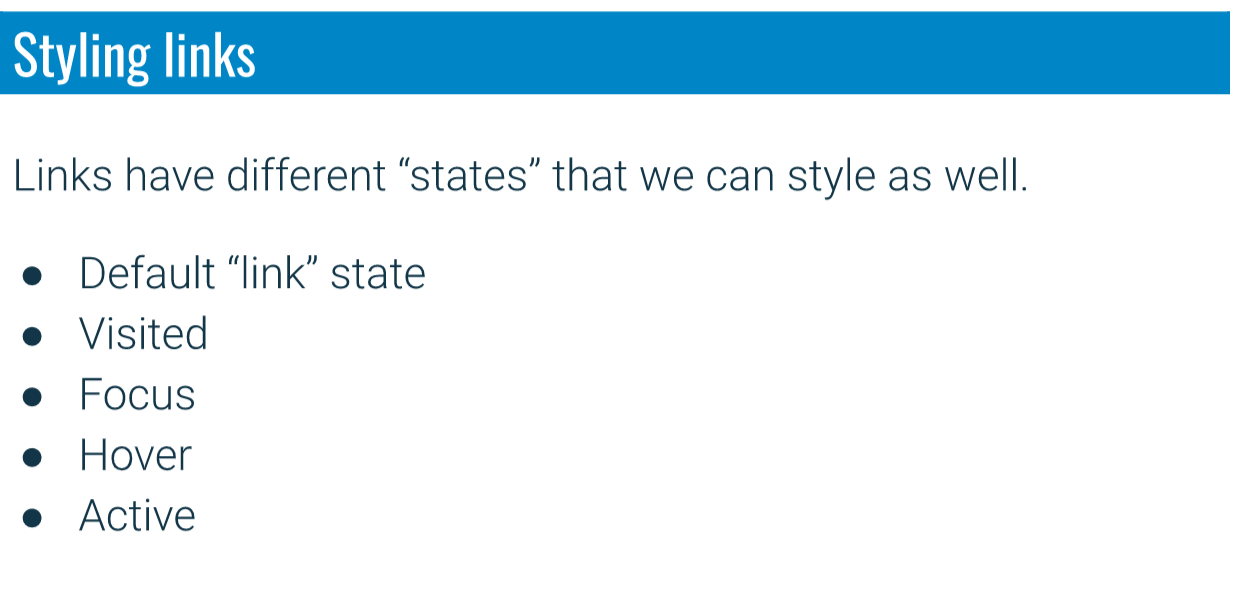 Styling links
Links have different “states” that we can style as well.
● Default “link” state
● Visited
● Focus
● Hover
● Active